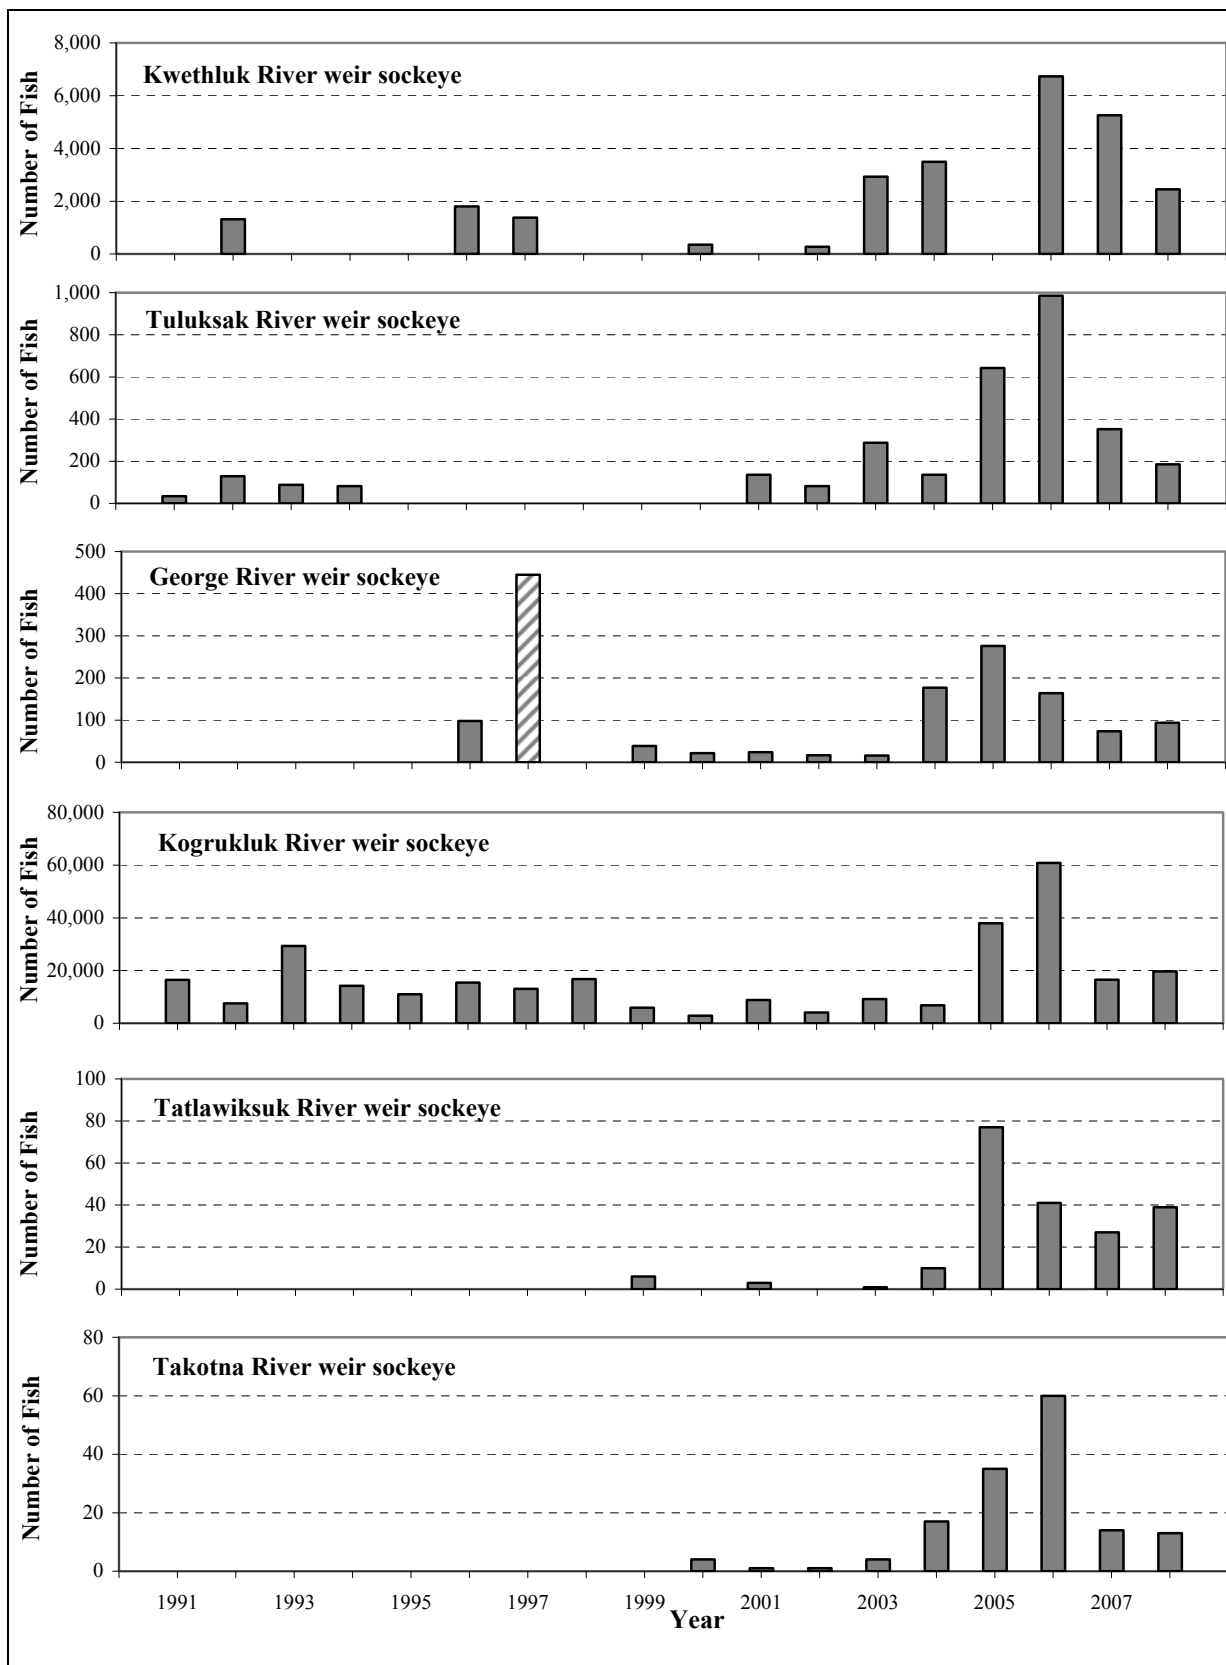 Kwethluk River weir sockeye
Number of Fish
8,000
6,000
4,000
2,000
0
Tuluksak River weir sockeye
Number of Fish
1,000
800
600
400
200
0
George River weir sockeye
Number of Fish
500
400
300
200
100
0
Kogrukluk River weir sockeye
Number of Fish
80,000
60,000
40,000
20,000
0
Tatlawiksuk River weir sockeye
Number of Fish
100
80
60
40
20
0
Takotna River weir sockeye
Number of Fish
80
60
40
20
0
1991 1993 1995 1997 1999 2001 2003 2005 2007
Year